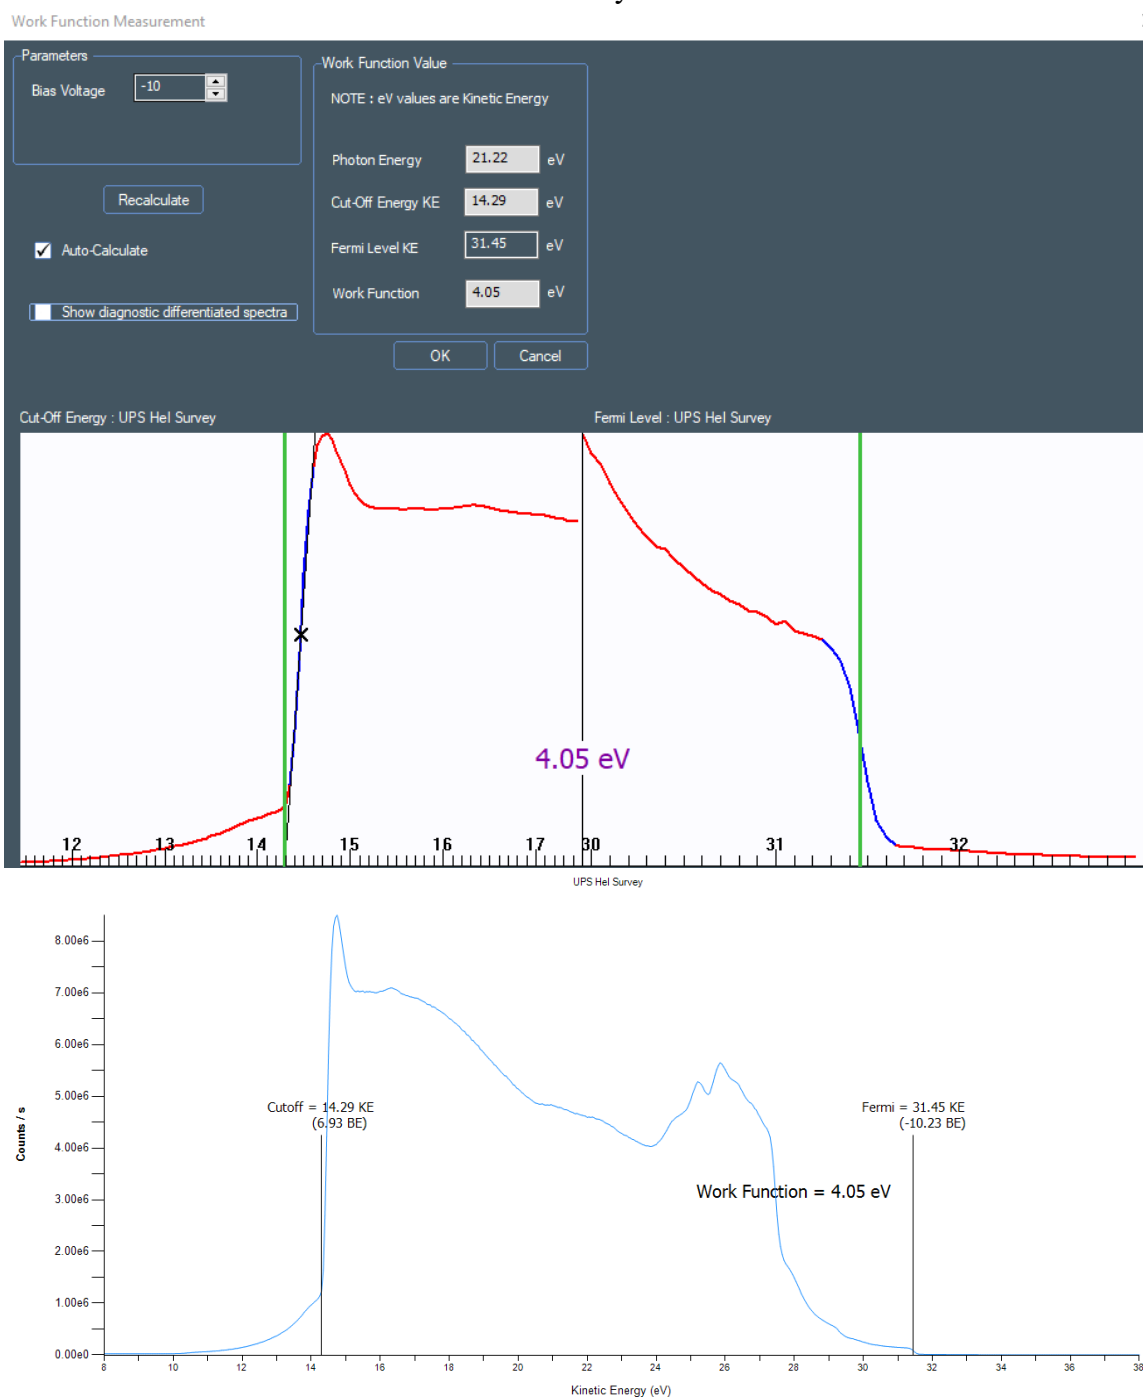 Work Function Measurement
Parameters
Bias Voltage
-10
Recalculate
Auto-Calculate
Show diagnostic differentiated spectra
Work Function Value
NOTE : eV values are Kinetic Energy
Photon Energy 21.22 eV
Cut-Off Energy KE 14.29 eV
Fermi Level KE 31.45 eV
Work Function 4.05 eV
OK Cancel
Cut-Off Energy : UPS HeI Survey
Fermi Level : UPS HeI Survey
4.05 eV
12 13 14 15 16 17 30 31 32
UPS HeI Survey
8.00e6
7.00e6
6.00e6
5.00e6
4.00e6
3.00e6
2.00e6
1.00e6
0.00e0
Counts / s
Cutoff = 14.29 KE
(6.93 BE)
Fermi = 31.45 KE
(-10.23 BE)
Work Function = 4.05 eV
8 10 12 14 16 18 20 22 24 26 28 30 32 34 36 38
Kinetic Energy (eV)